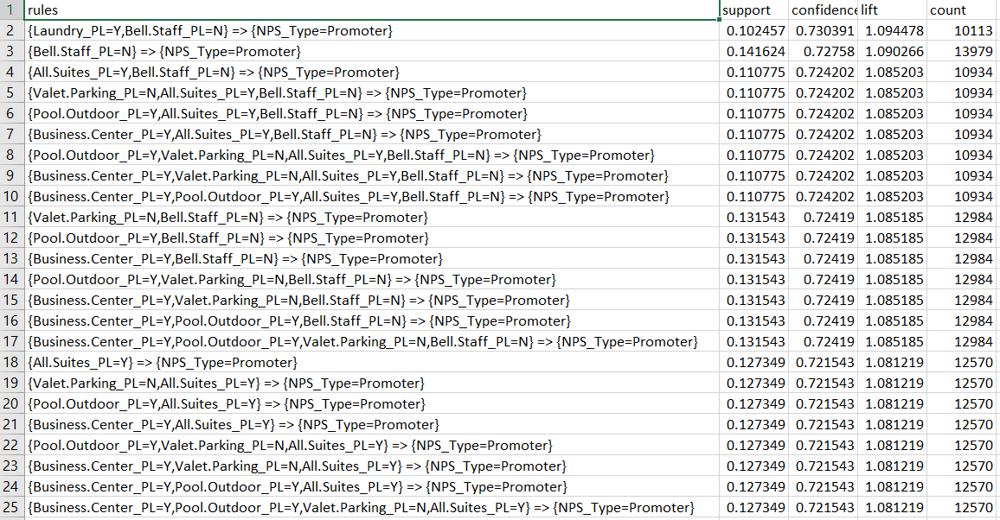 1 rules support confidence lift count
2 {Laundry_PL=Y,Bell.Staff_PL=N} => {NPS_Type=Promoter} 0.102457 0.730391 1.094478 10113
3 {Bell.Staff_PL=N} => {NPS_Type=Promoter} 0.141624 0.72758 1.090266 13979
4 {All.Suites_PL=Y,Bell.Staff_PL=N} => {NPS_Type=Promoter} 0.110775 0.724202 1.085203 10934
5 {Valet.Parking_PL=N,All.Suites_PL=Y,Bell.Staff_PL=N} => {NPS_Type=Promoter} 0.110775 0.724202 1.085203 10934
6 {Pool.Outdoor_PL=Y,All.Suites_PL=Y,Bell.Staff_PL=N} => {NPS_Type=Promoter} 0.110775 0.724202 1.085203 10934
7 {Business.Center_PL=Y,All.Suites_PL=Y,Bell.Staff_PL=N} => {NPS_Type=Promoter} 0.110775 0.724202 1.085203 10934
8 {Pool.Outdoor_PL=Y,Valet.Parking_PL=N,All.Suites_PL=Y,Bell.Staff_PL=N} => {NPS_Type=Promoter} 0.110775 0.724202 1.085203 10934
9 {Business.Center_PL=Y,Valet.Parking_PL=N,All.Suites_PL=Y,Bell.Staff_PL=N} => {NPS_Type=Promoter} 0.110775 0.724202 1.085203 10934
10 {Business.Center_PL=Y,Pool.Outdoor_PL=Y,All.Suites_PL=Y,Bell.Staff_PL=N} => {NPS_Type=Promoter} 0.110775 0.724202 1.085203 10934
11 {Valet.Parking_PL=N,Bell.Staff_PL=N} => {NPS_Type=Promoter} 0.131543 0.72419 1.085185 12984
12 {Pool.Outdoor_PL=Y,Bell.Staff_PL=N} => {NPS_Type=Promoter} 0.131543 0.72419 1.085185 12984
13 {Business.Center_PL=Y,Bell.Staff_PL=N} => {NPS_Type=Promoter} 0.131543 0.72419 1.085185 12984
14 {Pool.Outdoor_PL=Y,Valet.Parking_PL=N,Bell.Staff_PL=N} => {NPS_Type=Promoter} 0.131543 0.72419 1.085185 12984
15 {Business.Center_PL=Y,Valet.Parking_PL=N,Bell.Staff_PL=N} => {NPS_Type=Promoter} 0.131543 0.72419 1.085185 12984
16 {Business.Center_PL=Y,Pool.Outdoor_PL=Y,Bell.Staff_PL=N} => {NPS_Type=Promoter} 0.131543 0.72419 1.085185 12984
17 {Business.Center_PL=Y,Pool.Outdoor_PL=Y,Valet.Parking_PL=N,Bell.Staff_PL=N} => {NPS_Type=Promoter} 0.131543 0.72419 1.085185 12984
18 {All.Suites_PL=Y} => {NPS_Type=Promoter} 0.127349 0.721543 1.081219 12570
19 {Valet.Parking_PL=N,All.Suites_PL=Y} => {NPS_Type=Promoter} 0.127349 0.721543 1.081219 12570
20 {Pool.Outdoor_PL=Y,All.Suites_PL=Y} => {NPS_Type=Promoter} 0.127349 0.721543 1.081219 12570
21 {Business.Center_PL=Y,All.Suites_PL=Y} => {NPS_Type=Promoter} 0.127349 0.721543 1.081219 12570
22 {Pool.Outdoor_PL=Y,Valet.Parking_PL=N,All.Suites_PL=Y} => {NPS_Type=Promoter} 0.127349 0.721543 1.081219 12570
23 {Business.Center_PL=Y,Valet.Parking_PL=N,All.Suites_PL=Y} => {NPS_Type=Promoter} 0.127349 0.721543 1.081219 12570
24 {Business.Center_PL=Y,Pool.Outdoor_PL=Y,All.Suites_PL=Y} => {NPS_Type=Promoter} 0.127349 0.721543 1.081219 12570
25 {Business.Center_PL=Y,Pool.Outdoor_PL=Y,Valet.Parking_PL=N,All.Suites_PL=Y} => {NPS_Type=Promoter} 0.127349 0.721543 1.081219 12570